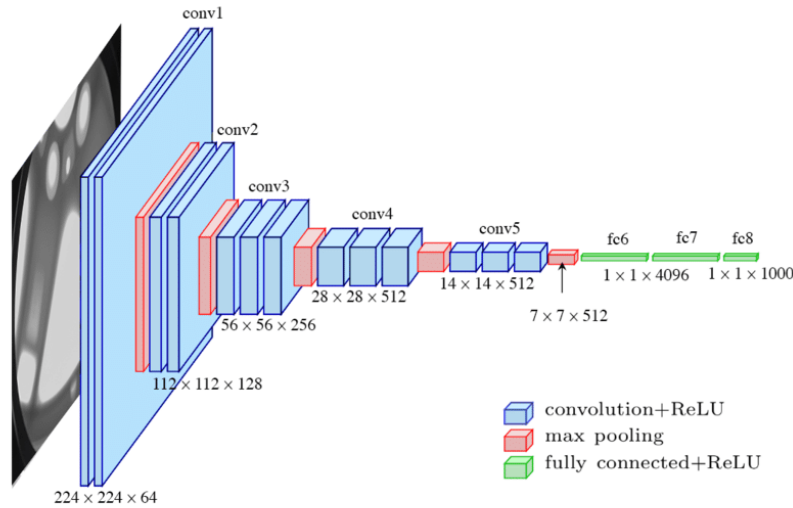 conv1
conv2
conv3
conv4
conv5
fc6
fc7
fc8
1 × 1 × 4096
1 × 1 × 1000
14 × 14 × 512
28 × 28 × 512
7 × 7 × 512
56 × 56 × 256
112 × 112 × 128
224 × 224 × 64
convolution+ReLU
max pooling
fully connected+ReLU